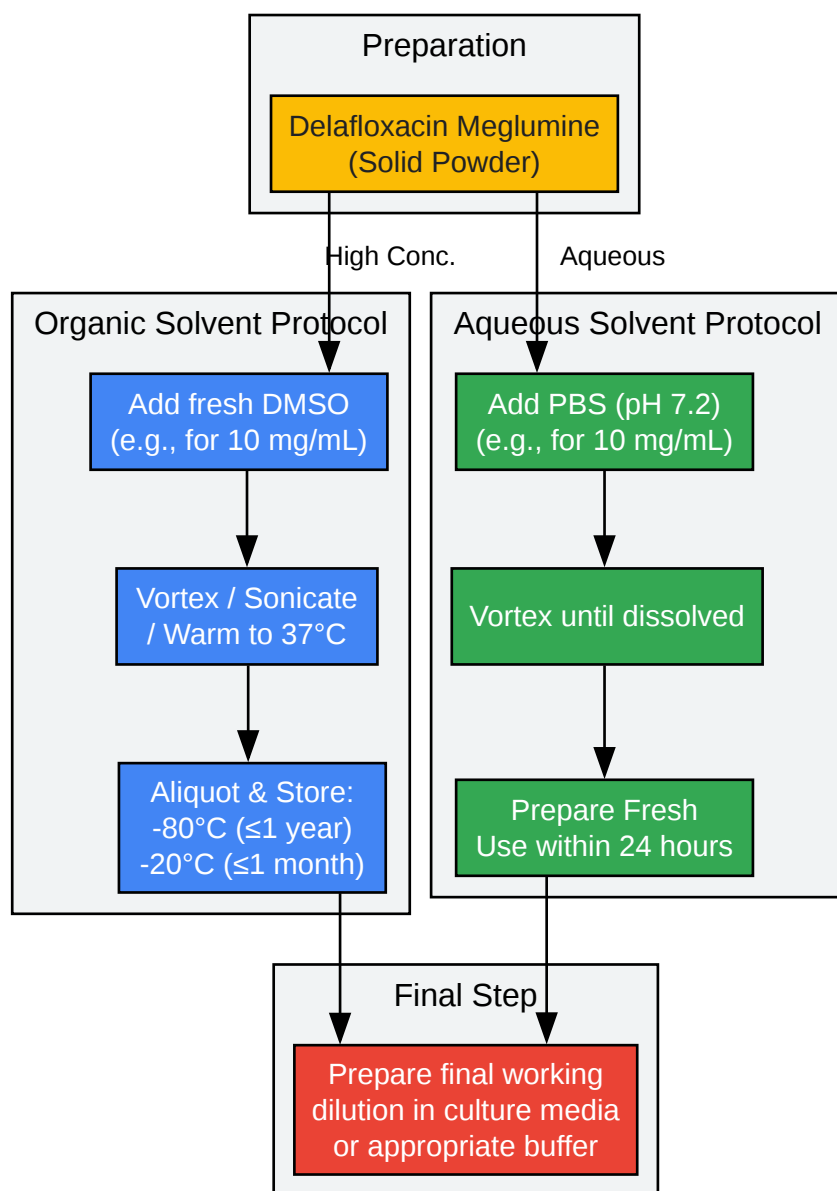 Preparation
Delafloxacin Meglumine
(Solid Powder)
High Conc.
Aqueous
Organic Solvent Protocol
Add fresh DMSO
(e.g., for 10 mg/mL)
Vortex / Sonicate
/ Warm to 37°C
Aliquot & Store:
-80°C (≤1 year)
-20°C (≤1 month)
Aqueous Solvent Protocol
Add PBS (pH 7.2)
(e.g., for 10 mg/mL)
Vortex until dissolved
Prepare Fresh
Use within 24 hours
Final Step
Prepare final working
dilution in culture media
or appropriate buffer